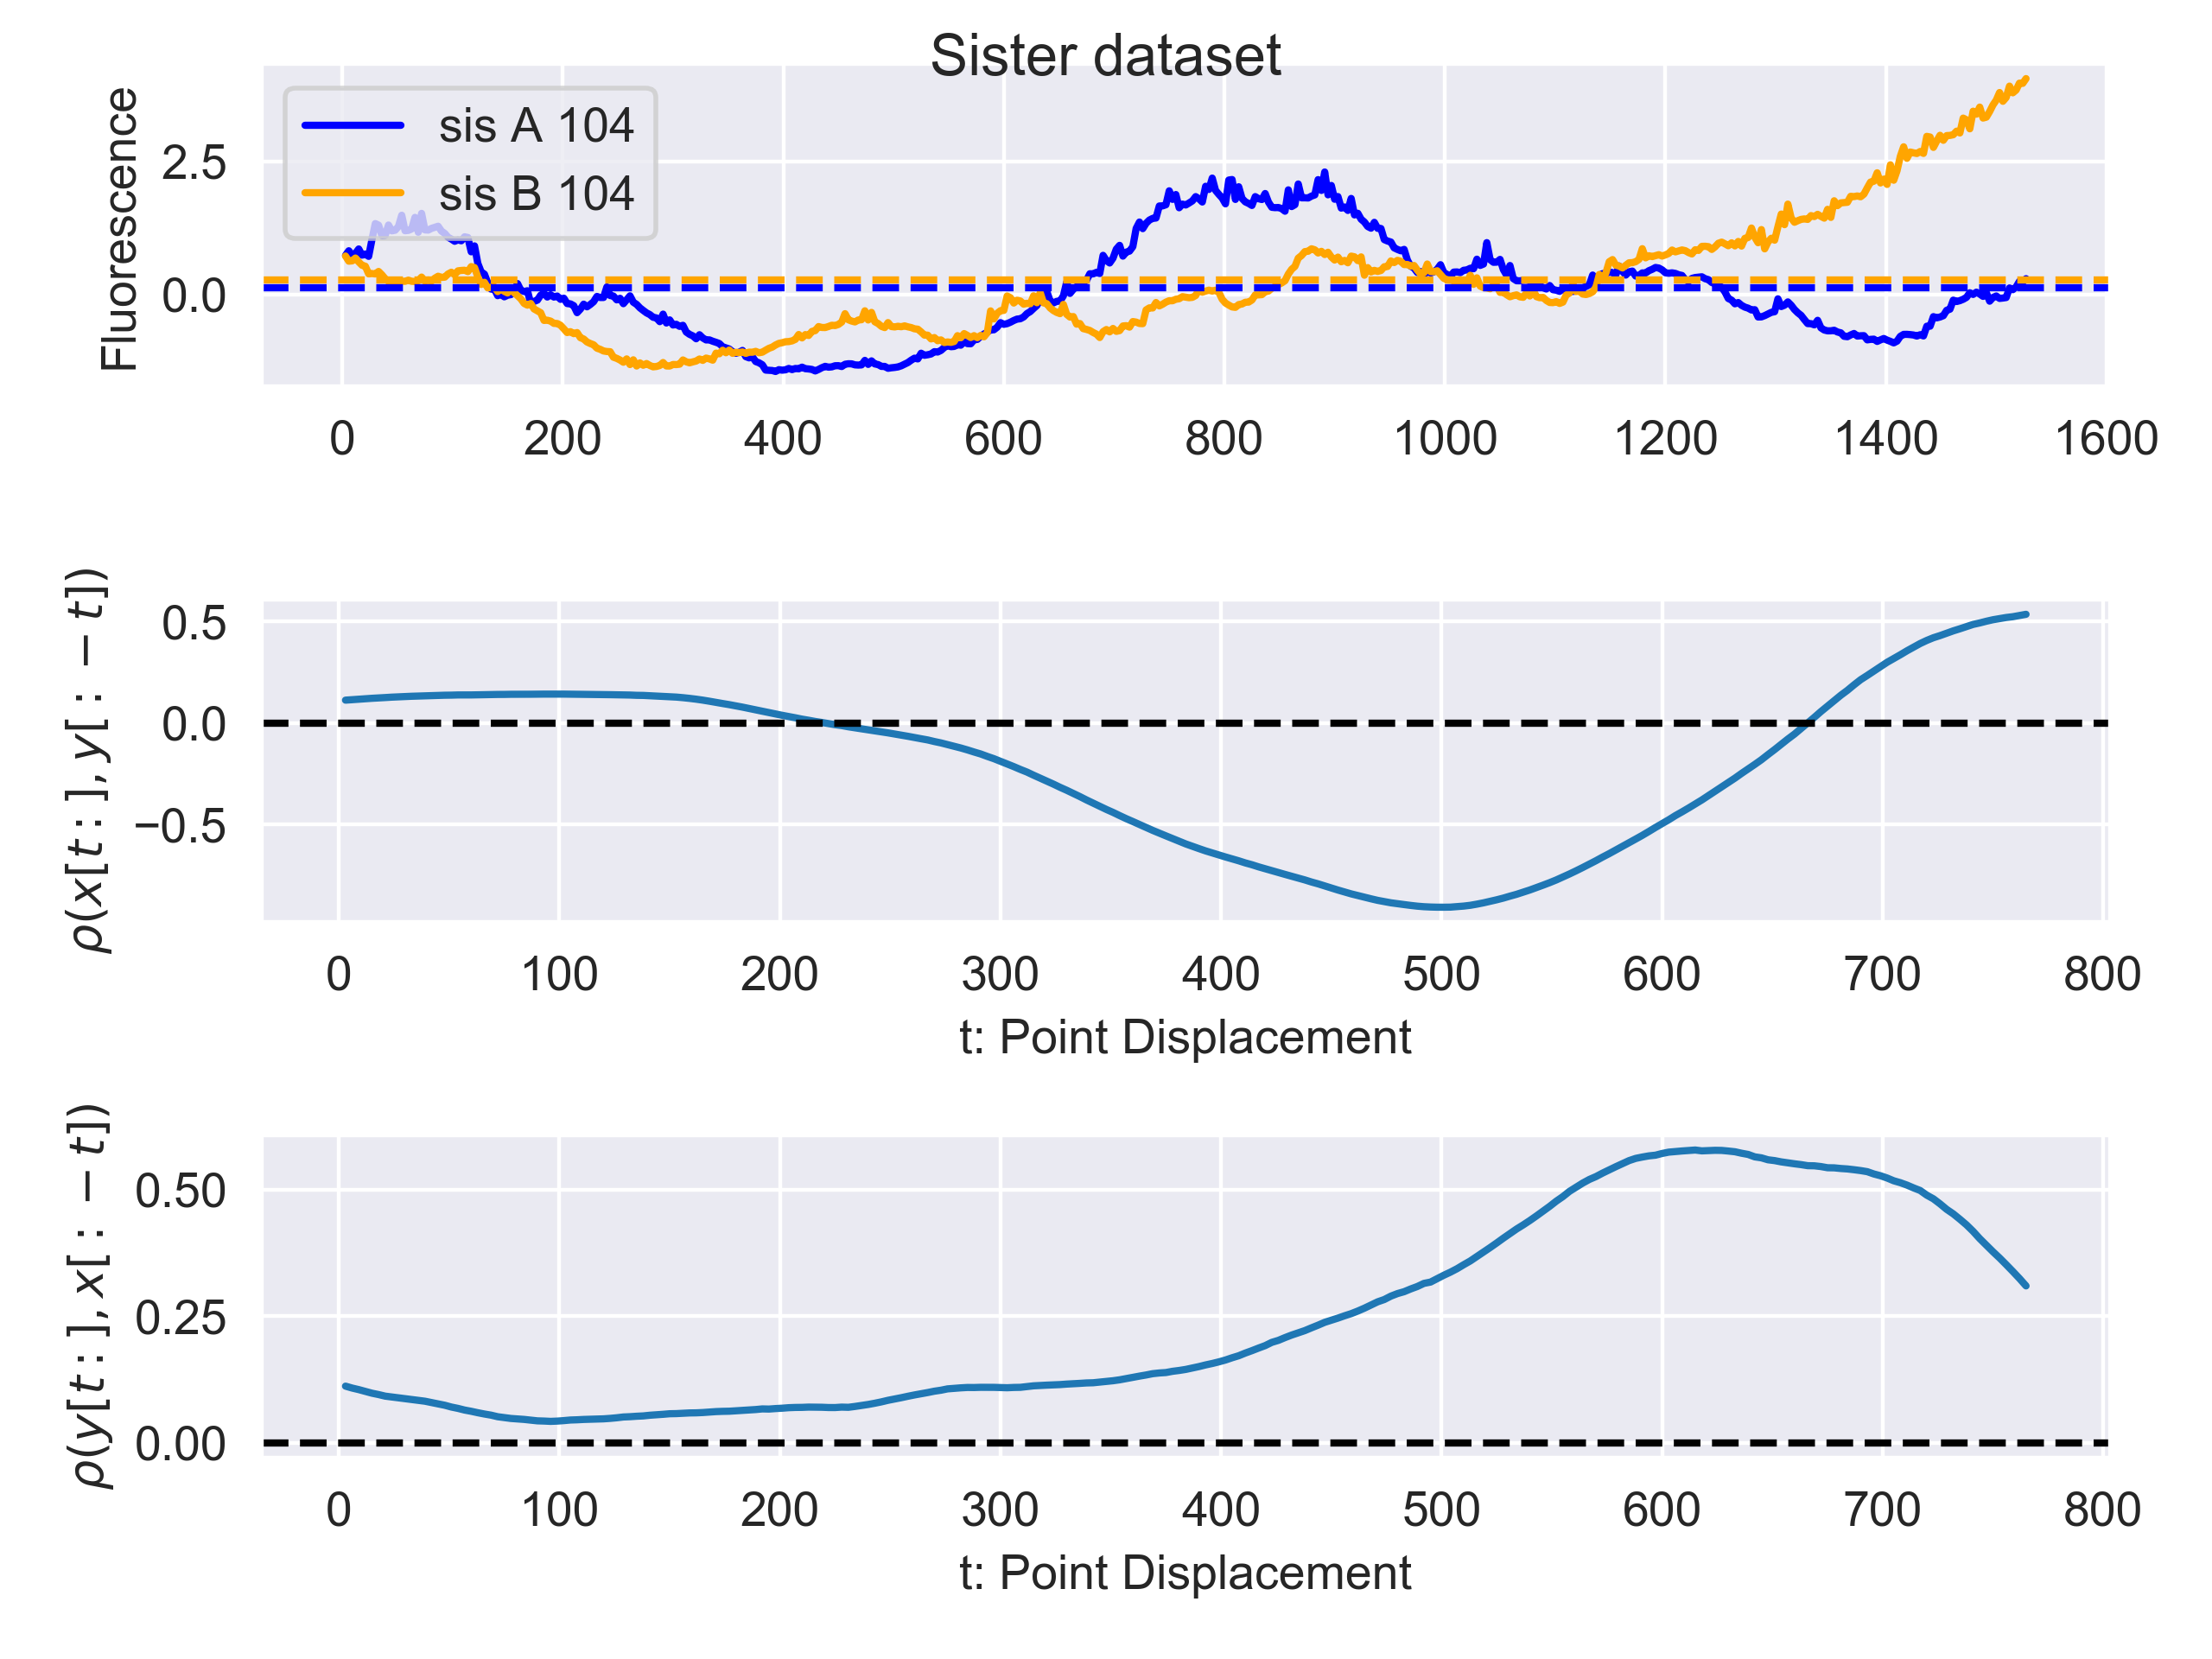 Sister dataset
Fluorescence
2.5
0.0
sis A 104
sis B 104
0 200 400 600 800 1000 1200 1400 1600
ρ(x[t:], y[:−t])
0.5
0.0
−0.5
0 100 200 300 400 500 600 700 800
t: Point Displacement
ρ(y[t:], x[:−t])
0.50
0.25
0.00
0 100 200 300 400 500 600 700 800
t: Point Displacement